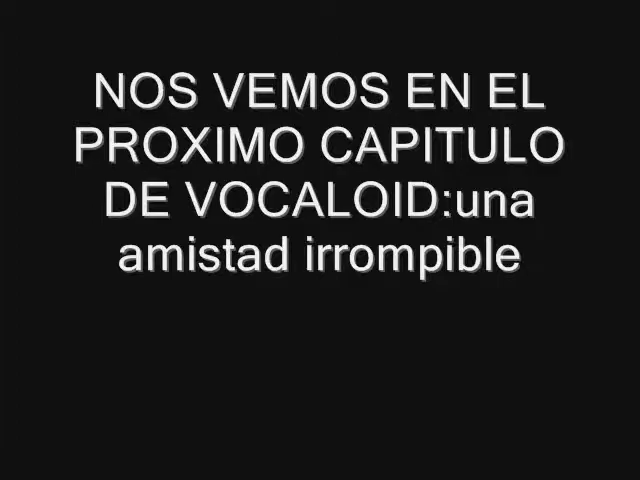 NOS VEMOS EN EL
PROXIMO CAPITULO
DE VOCALOID:una
amistad irrompible